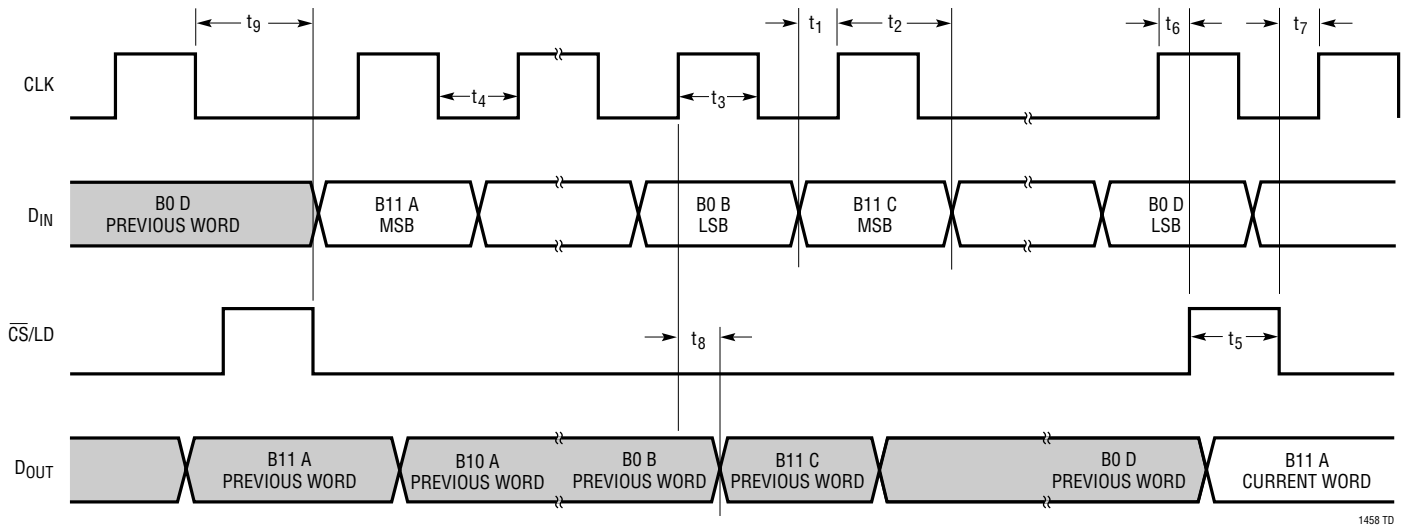 t9
t1
t2
t6
t7
CLK
t4
t3
B0 D
PREVIOUS WORD
B11 A
MSB
B0 B
LSB
B11 C
MSB
B0 D
LSB
DIN
CS/LD
t8
t5
DOUT
B11 A
PREVIOUS WORD
B10 A
PREVIOUS WORD
B0 B
PREVIOUS WORD
B11 C
PREVIOUS WORD
B0 D
PREVIOUS WORD
B11 A
CURRENT WORD
1458 TD